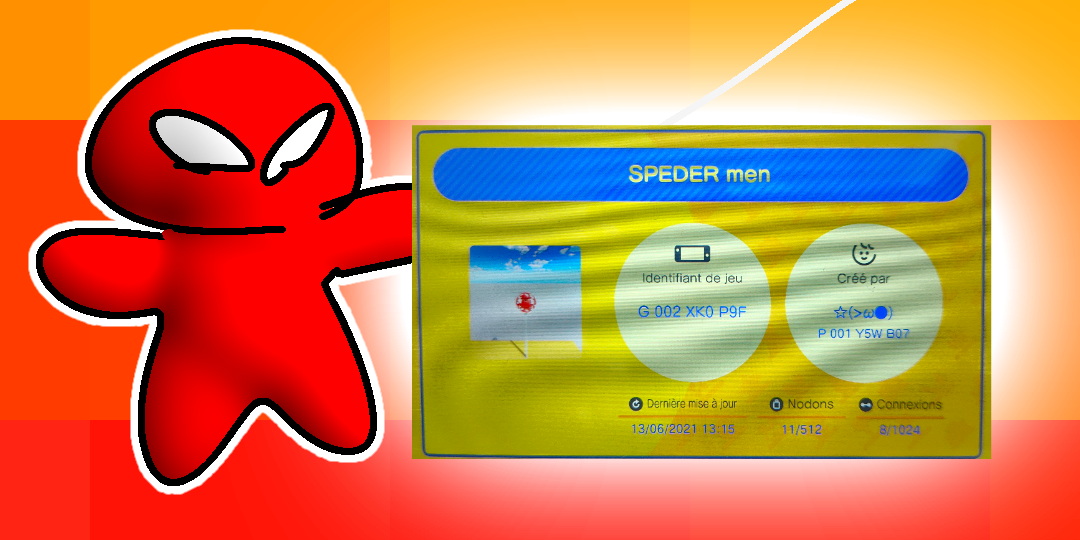 SPEDER men
Identifiant de jeu
G 002 XK0 P9F
Créé par
☆(>ω●)
P 001 Y5W B07
Dernière mise à jour
13/06/2021 13:15
Nodons
11/512
Connexions
8/1024